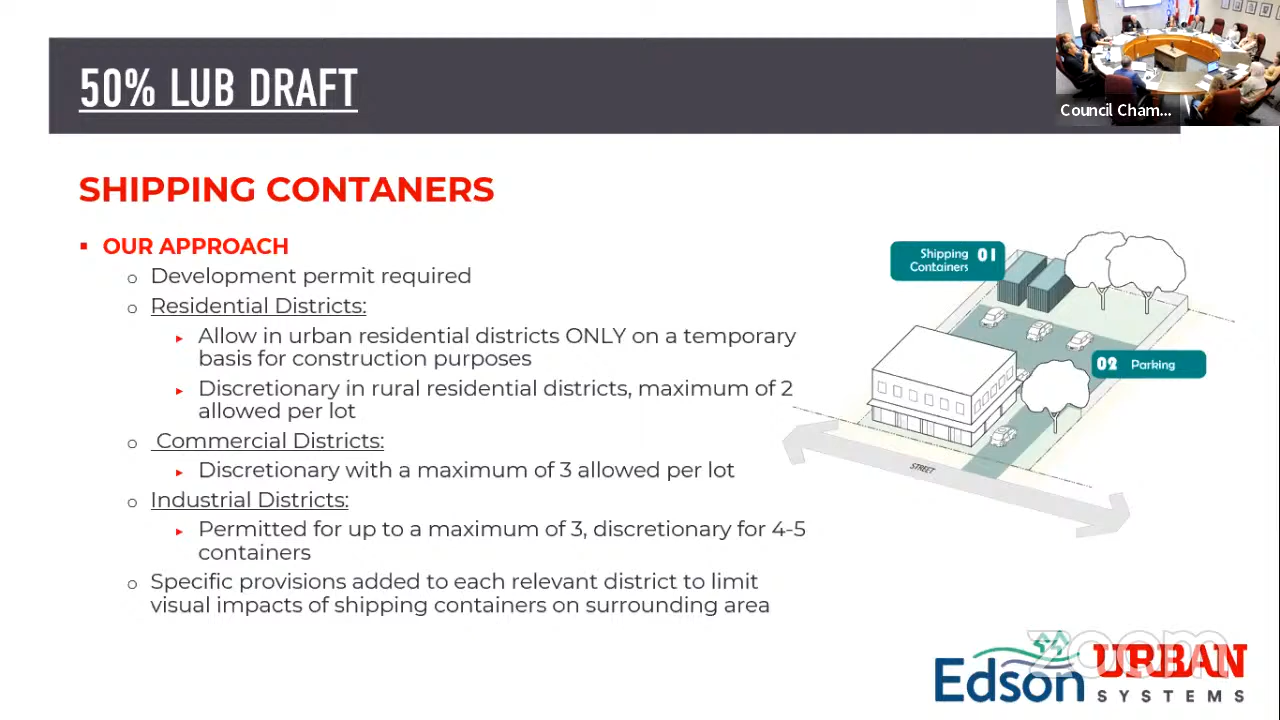 50% LUB DRAFT
Council Cham...
SHIPPING CONTANERS
▪ OUR APPROACH
o Development permit required
o Residential Districts:
▸ Allow in urban residential districts ONLY on a temporary
basis for construction purposes
▸ Discretionary in rural residential districts, maximum of 2
allowed per lot
o Commercial Districts:
▸ Discretionary with a maximum of 3 allowed per lot
o Industrial Districts:
▸ Permitted for up to a maximum of 3, discretionary for 4-5
containers
o Specific provisions added to each relevant district to limit
visual impacts of shipping containers on surrounding area
Shipping 01
Containers
02 Parking
STREET
zoom
Edson
URBAN
SYSTEMS